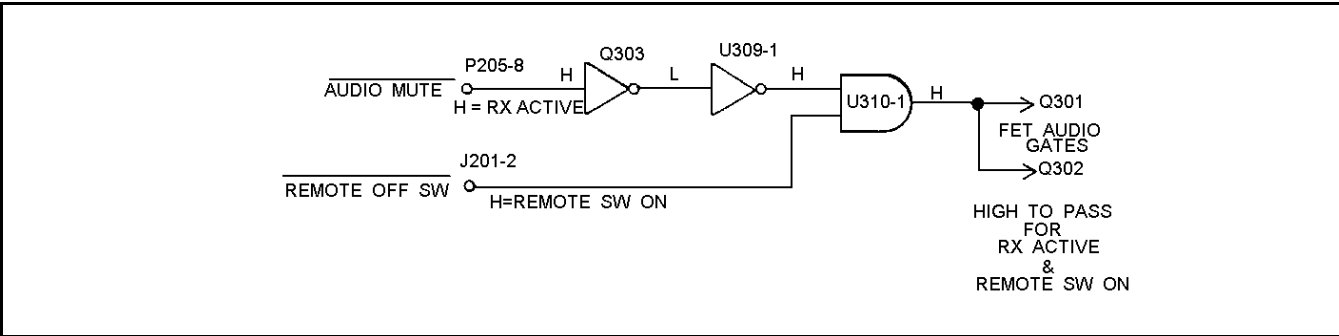 AUDIO MUTE
P205-8
H
H = RX ACTIVE
Q303
L
U309-1
H
U310-1
H
Q301
FET AUDIO
GATES
Q302
J201-2
REMOTE OFF SW
H=REMOTE SW ON
HIGH TO PASS
FOR
RX ACTIVE
&
REMOTE SW ON